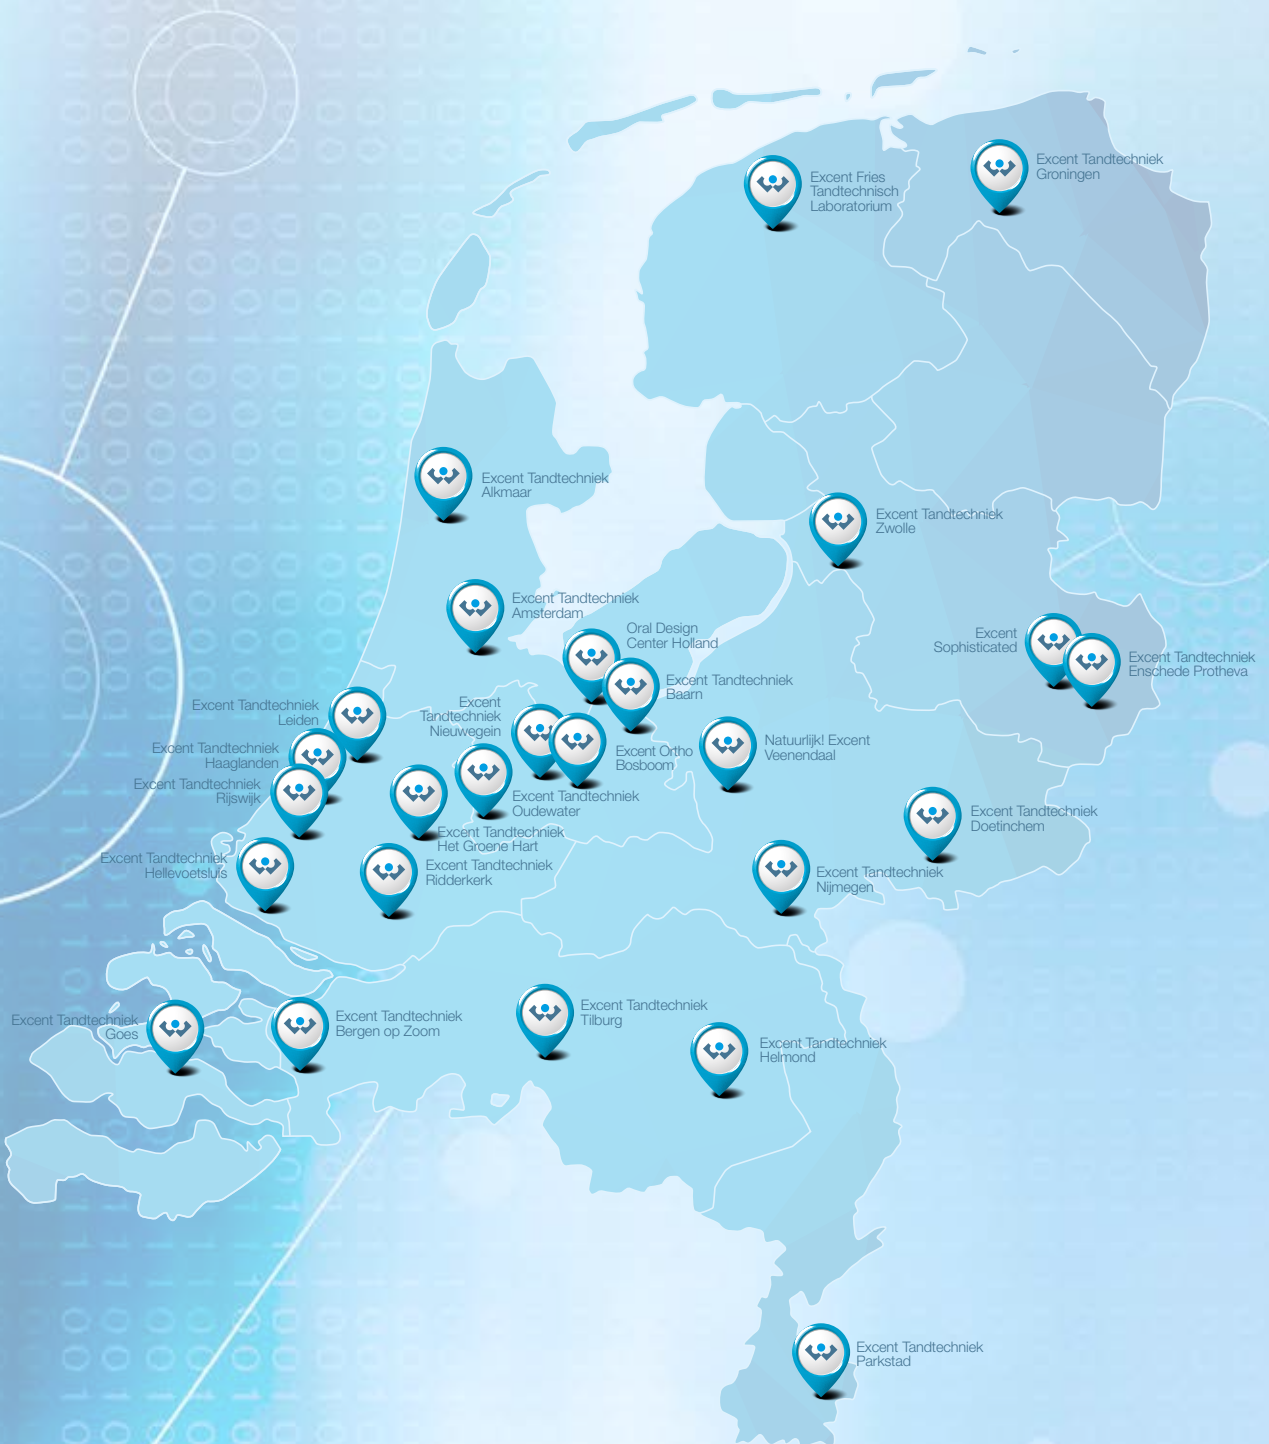 Excent Tandtechniek
Groningen
Excent Fries
Tandtechnisch
Laboratorium
Excent Tandtechniek
Alkmaar
Excent Tandtechniek
Zwolle
Excent Tandtechniek
Amsterdam
Oral Design
Center Holland
Excent
Sophisticated
Excent Tandtechniek
Enschede Protheva
Excent Tandtechniek
Baarn
Excent Tandtechniek
Leiden
Excent
Tandtechniek
Nieuwegein
Excent Tandtechniek
Haaglanden
Excent Ortho
Bosboom
Natuurlijk! Excent
Veenendaal
Excent Tandtechniek
Rijswijk
Excent Tandtechniek
Oudewater
Excent Tandtechniek
Doetinchem
Excent Tandtechniek
Het Groene Hart
Excent Tandtechniek
Hellevoetsluis
Excent Tandtechniek
Ridderkerk
Excent Tandtechniek
Nijmegen
Excent Tandtechniek
Goes
Excent Tandtechniek
Bergen op Zoom
Excent Tandtechniek
Tilburg
Excent Tandtechniek
Helmond
Excent Tandtechniek
Parkstad